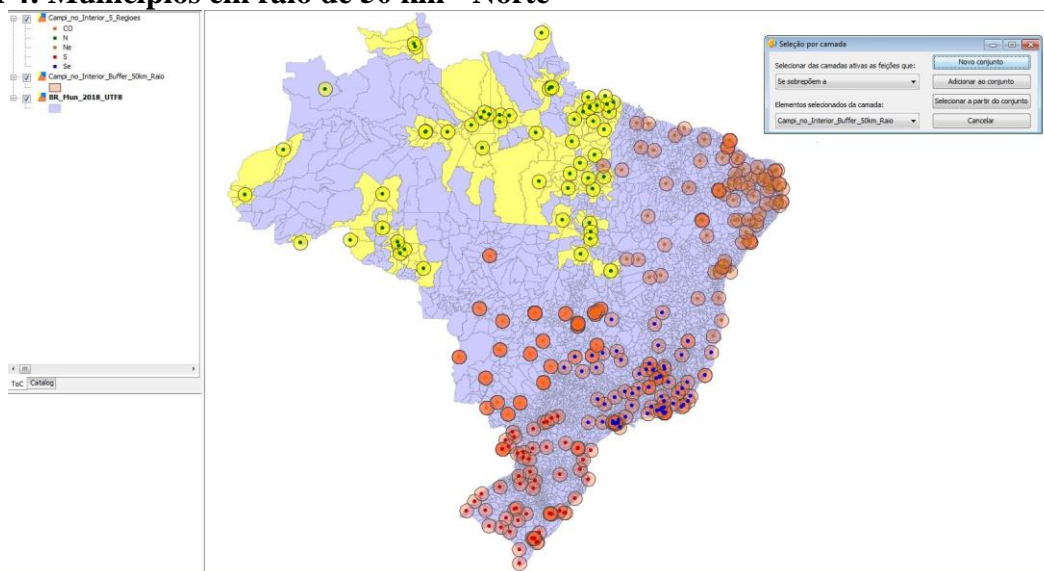 4. Municípios em raio de 50 km - Norte
Campi_no_Interior_5_Regioes
CO
N
Ne
S
Se
Campi_no_Interior_Buffer_50km_Raio
BR_Mun_2018_UTF8
ToC Catalog
Seleção por camada
Selecionar das camadas ativas as feições que:
Se sobrepõem a
Elementos selecionados da camada:
Campi_no_Interior_Buffer_50km_Raio
Novo conjunto
Adicionar ao conjunto
Selecionar a partir do conjunto
Cancelar